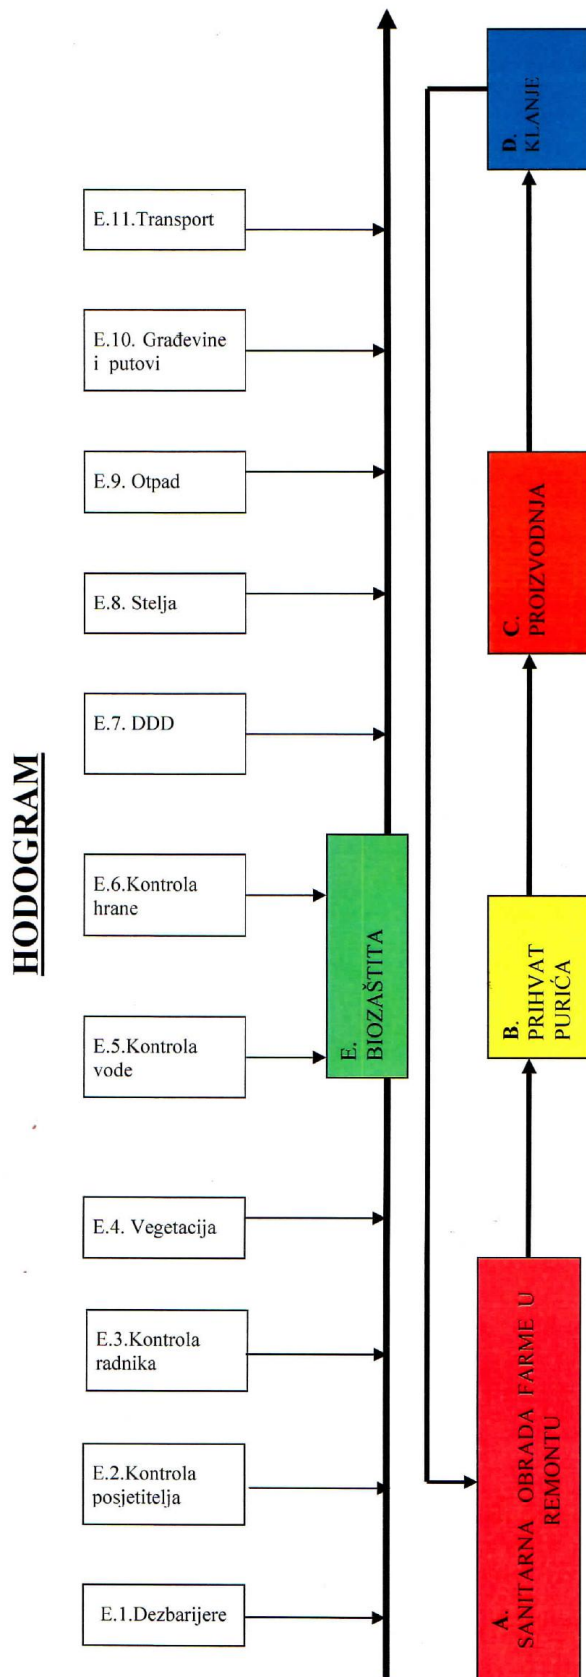 HODOGRAM
E.1.Dezbarijere
E.2.Kontrola
posjetitelja
E.3.Kontrola
radnika
E.4. Vegetacija
E.5.Kontrola
vode
E.6.Kontrola
hrane
E.7. DDD
E.8. Stelja
E.9. Otpad
E.10. Građevine
i putovi
E.11.Transport
E.
BIOZAŠTITA
A.
SANITARNA OBRADA FARME U
REMONTU
B.
PRIHVAT
PURIĆA
C.
PROIZVODNJA
D.
KLANJE